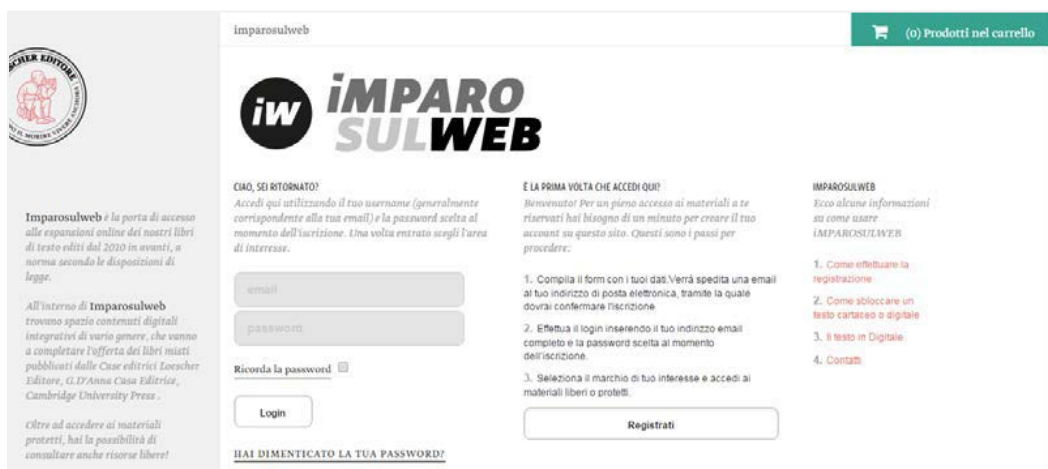 imparosulweb
(0) Prodotti nel carrello
SCHER EDITORE
iw
iMPARO
SULWEB
Imparosulweb è la porta di accesso
alle espansioni online dei nostri libri
di testo editi dal 2010 in avanti, a
norma secondo le disposizioni di
legge.
All'interno di Imparosulweb
trovano spazio contenuti digitali
integrativi di vario genere, che vanno
a completare l'offerta dei libri misti
pubblicati dalle Case editrici Loescher
Editore, G.D'Anna Casa Editrice,
Cambridge University Press .
Oltre ad accedere ai materiali
protetti, hai la possibilità di
consultare anche risorse libere!
CIAO, SEI RITORNATO?
Accedi qui utilizzando il tuo username (generalmente
corrispondente alla tua email) e la password scelta al
momento dell'iscrizione. Una volta entrato scegli l'area
di interesse.
email
password
Ricorda la password
Login
HAI DIMENTICATO LA TUA PASSWORD?
È LA PRIMA VOLTA CHE ACCEDI QUI?
Benvenuto! Per un pieno accesso ai materiali a te
riservati hai bisogno di un minuto per creare il tuo
account su questo sito. Questi sono i passi per
procedere:
1. Compila il form con i tuoi dati.Verrà spedita una email
al tuo indirizzo di posta elettronica, tramite la quale
dovrai confermare l'iscrizione
2. Effettua il login inserendo il tuo indirizzo email
completo e la password scelta al momento
dell'iscrizione.
3. Seleziona il marchio di tuo interesse e accedi ai
materiali liberi o protetti.
Registrati
IMPAROSULWEB
Ecco alcune informazioni
su come usare
iMPAROSULWEB
1. Come effettuare la
registrazione
2. Come sbloccare un
testo cartaceo o digitale
3. Il testo in Digitale
4. Contatti